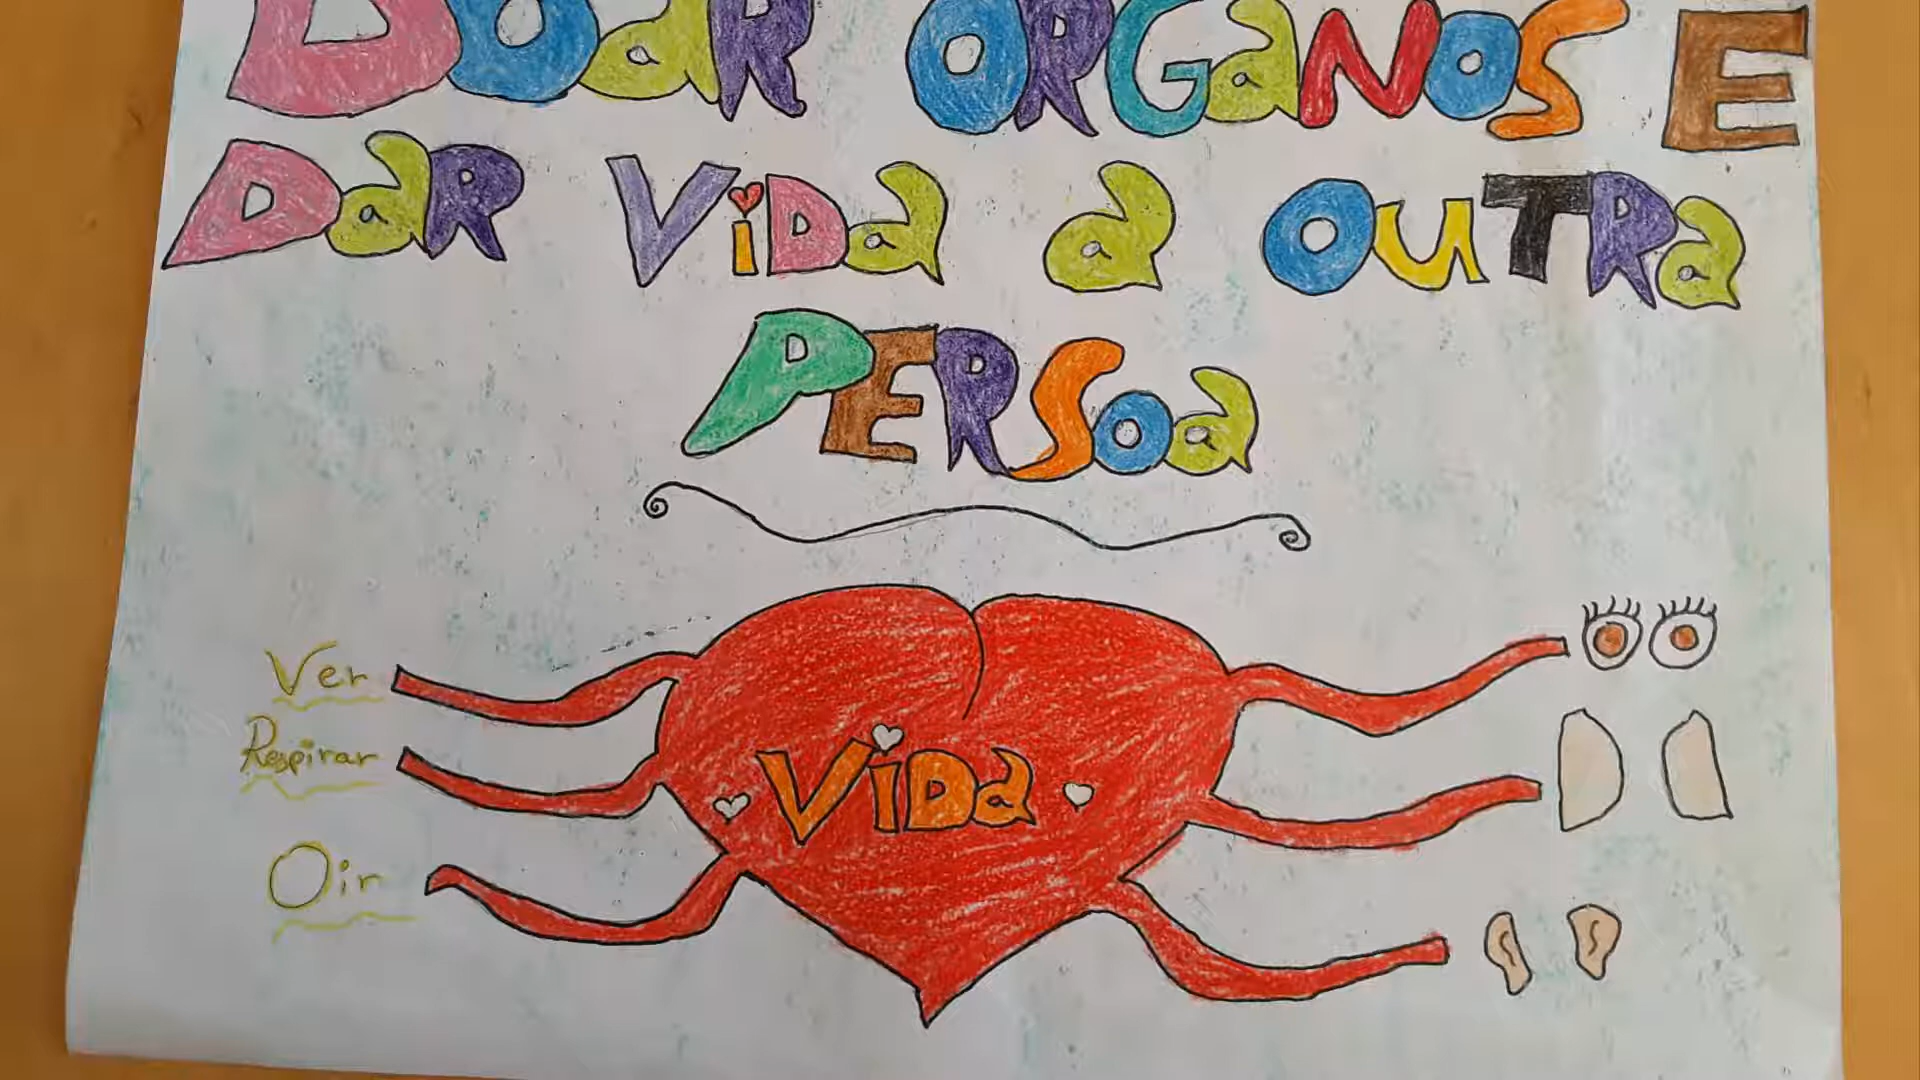 DOaR ORGaNOS E
DaR ViDa a OUTRa
PERSOa
Ver
Respirar
Oir
ViDa